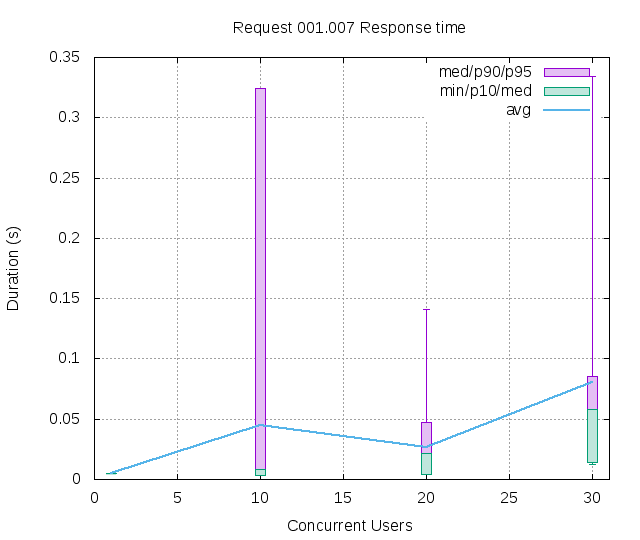 Request 001.007 Response time
0.35
0.3
0.25
0.2
0.15
0.1
0.05
0
Duration (s)
med/p90/p95
min/p10/med
avg
0 5 10 15 20 25 30
Concurrent Users